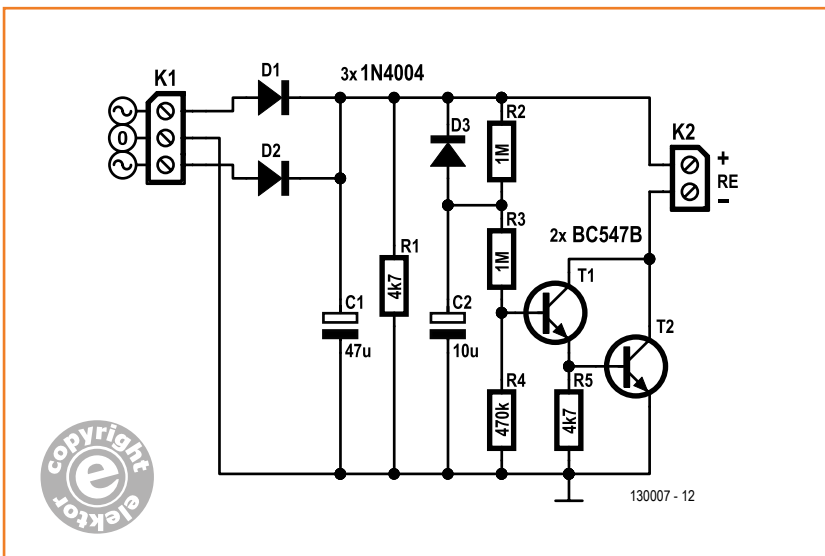 D1
3x 1N4004
K1
R2
D3
1M
K2
0
D2
+
RE
-
R3
1M
2x BC547B
R1
4k7
T1
C1
47u
C2
10u
T2
R4
470k
R5
4k7
copyright
e
elektor
130007 - 12